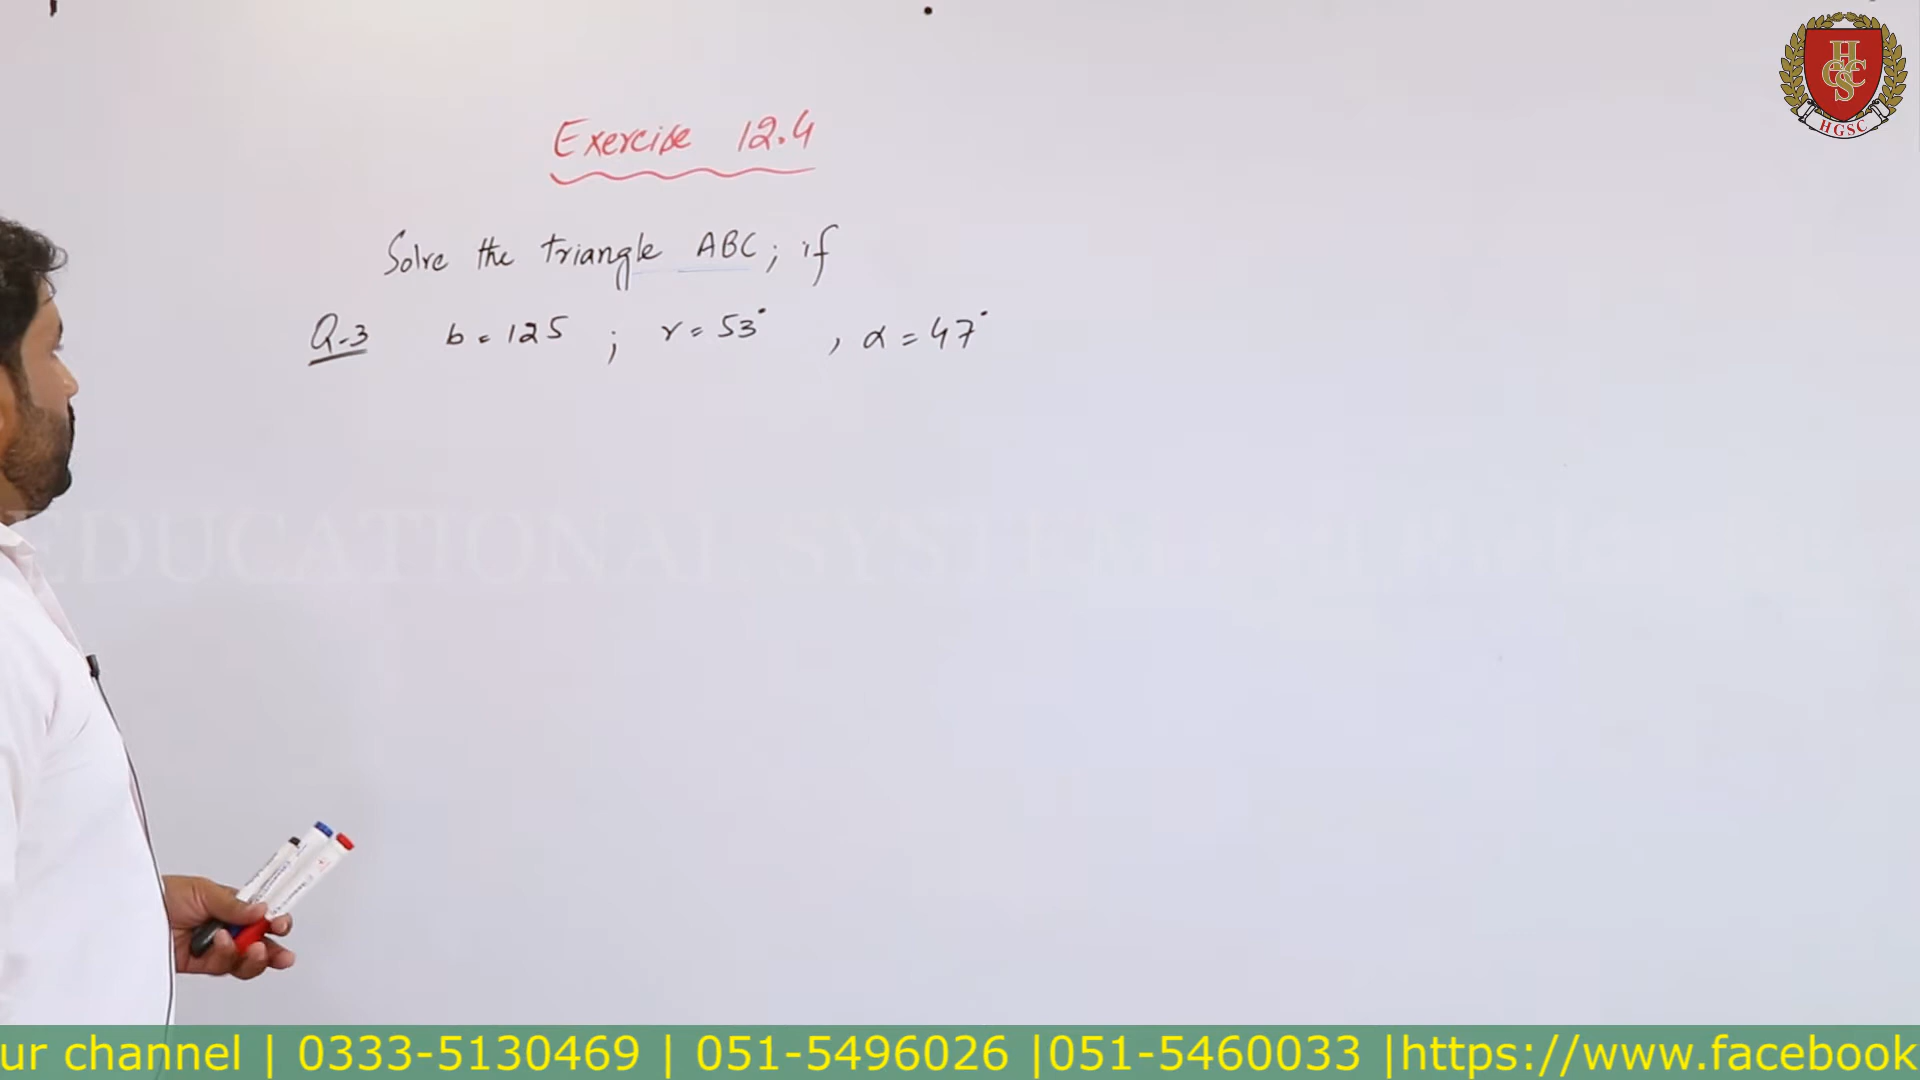 HGSC
HGSC
Exercise 12.4
Solve the triangle ABC; if
Q-3 b = 125 ; γ = 53° , α = 47°
EDUCATIONAL SYSTEM
ur channel | 0333-5130469 | 051-5496026 |051-5460033 |https://www.facebook